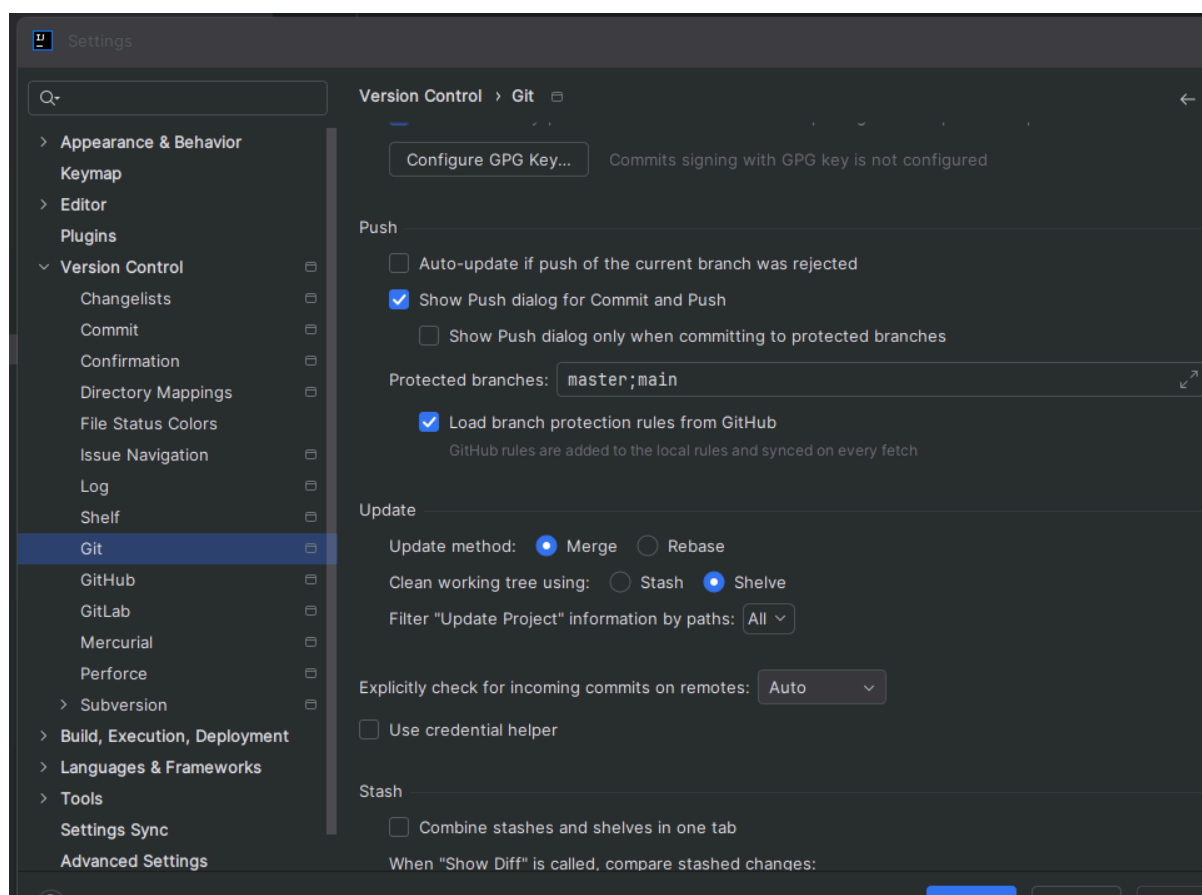 Settings
Version Control › Git
Appearance & Behavior
Keymap
Editor
Plugins
Version Control
Changelists
Commit
Confirmation
Directory Mappings
File Status Colors
Issue Navigation
Log
Shelf
Git
GitHub
GitLab
Mercurial
Perforce
Subversion
Build, Execution, Deployment
Languages & Frameworks
Tools
Settings Sync
Advanced Settings
Configure GPG Key... Commits signing with GPG key is not configured
Push
Auto-update if push of the current branch was rejected
Show Push dialog for Commit and Push
Show Push dialog only when committing to protected branches
Protected branches: master;main
Load branch protection rules from GitHub
GitHub rules are added to the local rules and synced on every fetch
Update
Update method: Merge Rebase
Clean working tree using: Stash Shelve
Filter "Update Project" information by paths: All
Explicitly check for incoming commits on remotes: Auto
Use credential helper
Stash
Combine stashes and shelves in one tab
When "Show Diff" is called, compare stashed changes: